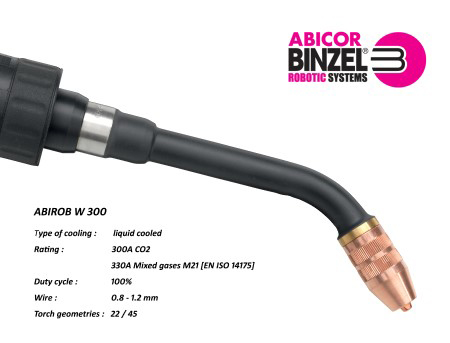 ABICOR
BINZEL®
ROBOTIC SYSTEMS
ABIROB W 300
Type of cooling : liquid cooled
Rating : 300A CO2
330A Mixed gases M21 [EN ISO 14175]
Duty cycle : 100%
Wire : 0.8 - 1.2 mm
Torch geometries : 22 / 45